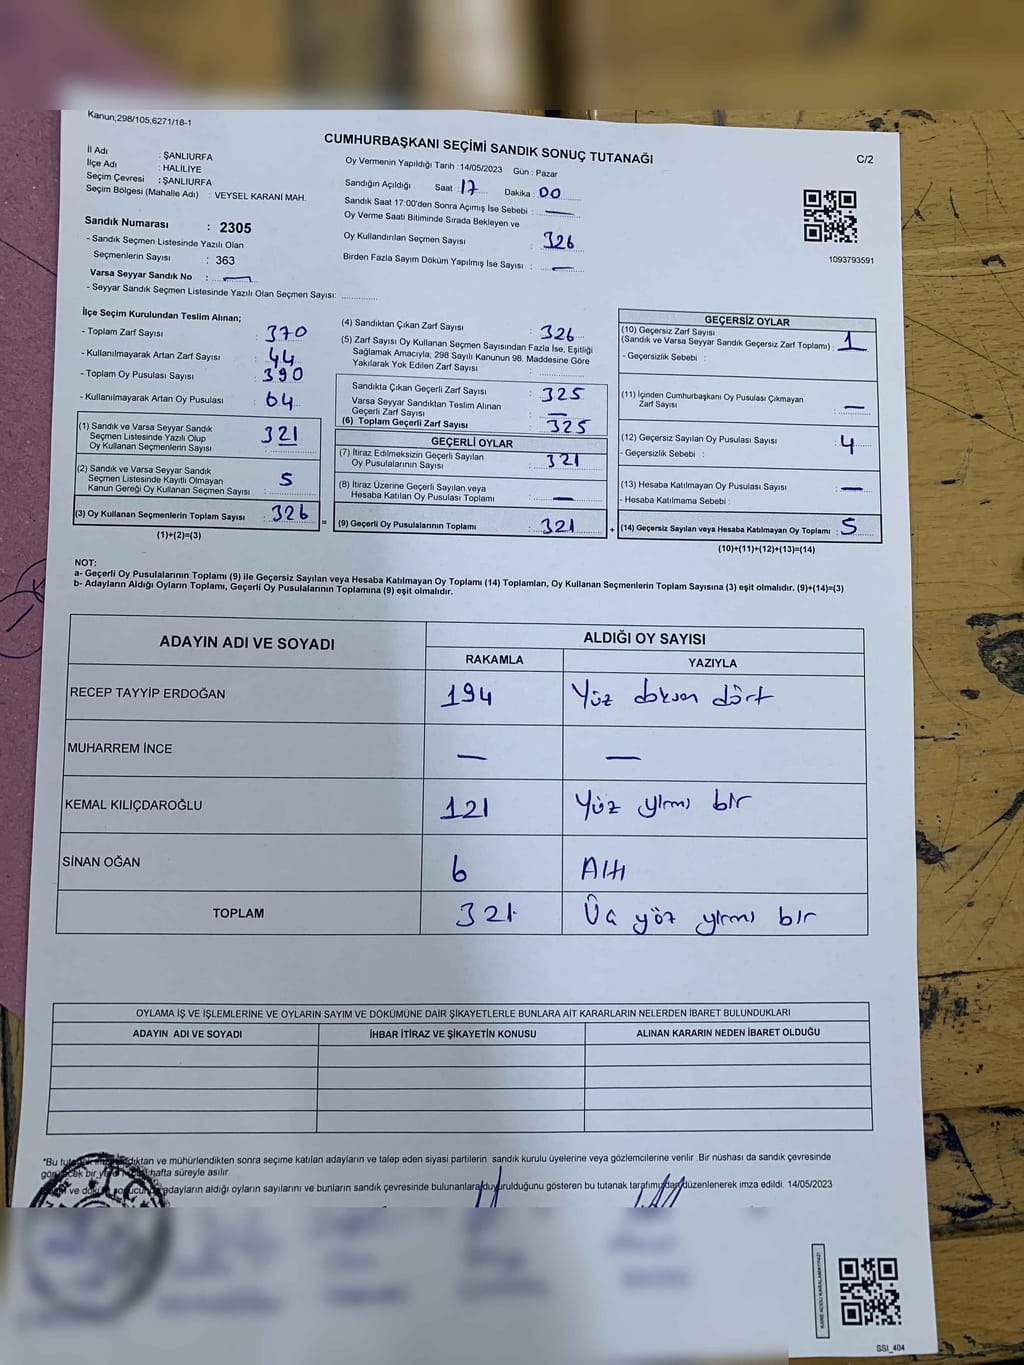 Kanun,298/105,6271/18-1
CUMHURBAŞKANI SEÇİMİ SANDIK SONUÇ TUTANAĞI
C/2
İl Adı : ŞANLIURFA
İlçe Adı : HALİLİYE
Seçim Çevresi : ŞANLIURFA
Seçim Bölgesi (Mahalle Adı) : VEYSEL KARANİ MAH.
Sandık Numarası : 2305
- Sandık Seçmen Listesinde Yazılı Olan
Seçmenlerin Sayısı : 363
Varsa Seyyar Sandık No : —
- Seyyar Sandık Seçmen Listesinde Yazılı Olan Seçmen Sayısı: ..............
Oy Vermenin Yapıldığı Tarih : 14/05/2023 Gün : Pazar
Sandığın Açıldığı Saat : 17 Dakika : 00
Sandık Saat 17:00'den Sonra Açımış İse Sebebi : —
Oy Verme Saati Bitiminde Sırada Bekleyen ve
Oy Kullandırılan Seçmen Sayısı : 326
Birden Fazla Sayım Döküm Yapılmış İse Sayısı : —
1093793591
İlçe Seçim Kurulundan Teslim Alınan;
- Toplam Zarf Sayısı : 370
- Kullanılmayarak Artan Zarf Sayısı : 44
- Toplam Oy Pusulası Sayısı : 390
- Kullanılmayarak Artan Oy Pusulası : 64
(1) Sandık ve Varsa Seyyar Sandık
Seçmen Listesinde Yazılı Olup
Oy Kullanan Seçmenlerin Sayısı : 321
(2) Sandık ve Varsa Seyyar Sandık
Seçmen Listesinde Kayıtlı Olmayan
Kanun Gereği Oy Kullanan Seçmen Sayısı : 5
(3) Oy Kullanan Seçmenlerin Toplam Sayısı : 326
(1)+(2)=(3)
(4) Sandıktan Çıkan Zarf Sayısı : 326
(5) Zarf Sayısı Oy Kullanan Seçmen Sayısından Fazla İse, Eşitliği
Sağlamak Amacıyla; 298 Sayılı Kanunun 98. Maddesine Göre
Yakılarak Yok Edilen Zarf Sayısı :
Sandıkta Çıkan Geçerli Zarf Sayısı : 325
Varsa Seyyar Sandıktan Teslim Alınan
Geçerli Zarf Sayısı : —
(6) Toplam Geçerli Zarf Sayısı : 325
GEÇERLİ OYLAR
(7) İtiraz Edilmeksizin Geçerli Sayılan
Oy Pusulalarının Sayısı : 321
(8) İtiraz Üzerine Geçerli Sayılan veya
Hesaba Katılan Oy Pusulası Toplamı : —
= (9) Geçerli Oy Pusulalarının Toplamı : 321 +
GEÇERSİZ OYLAR
(10) Geçersiz Zarf Sayısı
(Sandık ve Varsa Seyyar Sandık Geçersiz Zarf Toplamı) : 1
- Geçersizlik Sebebi :
(11) İçinden Cumhurbaşkanı Oy Pusulası Çıkmayan
Zarf Sayısı : —
(12) Geçersiz Sayılan Oy Pusulası Sayısı : 4
- Geçersizlik Sebebi :
(13) Hesaba Katılmayan Oy Pusulası Sayısı : —
- Hesaba Katılmama Sebebi :
(14) Geçersiz Sayılan veya Hesaba Katılmayan Oy Toplamı : 5
(10)+(11)+(12)+(13)=(14)
NOT:
a- Geçerli Oy Pusulalarının Toplamı (9) ile Geçersiz Sayılan veya Hesaba Katılmayan Oy Toplamı (14) Toplamları, Oy Kullanan Seçmenlerin Toplam Sayısına (3) eşit olmalıdır. (9)+(14)=(3)
b- Adayların Aldığı Oyların Toplamı, Geçerli Oy Pusulalarının Toplamına (9) eşit olmalıdır.
ADAYIN ADI VE SOYADI ALDIĞI OY SAYISI
RAKAMLA YAZIYLA
RECEP TAYYİP ERDOĞAN 194 Yüz doksan dört
MUHARREM İNCE — —
KEMAL KILIÇDAROĞLU 121 Yüz yirmi bir
SİNAN OĞAN 6 Altı
TOPLAM 321 Üç yüz yirmi bir
OYLAMA İŞ VE İŞLEMLERİNE VE OYLARIN SAYIM VE DÖKÜMÜNE DAİR ŞİKAYETLERLE BUNLARA AİT KARARLARIN NELERDEN İBARET BULUNDUKLARI
ADAYIN ADI VE SOYADI İHBAR İTİRAZ VE ŞİKAYETİN KONUSU ALINAN KARARIN NEDEN İBARET OLDUĞU
*Bu ve mühürlendikten sonra seçime katılan adayların ve talep eden siyasi partilerin sandık kurulu üyelerine veya gözlemcilerine verilir .Bir nüshası da sandık çevresinde
bir hafta süreyle asılır.
ve adayların aldığı oyların sayılarını ve bunların sandık çevresinde bulunanlara duyurulduğunu gösteren bu tutanak tarafımızdan düzenlenerek imza edildi. 14/05/2023
KARE KODU KARALAMAYINIZ!
SSI_404